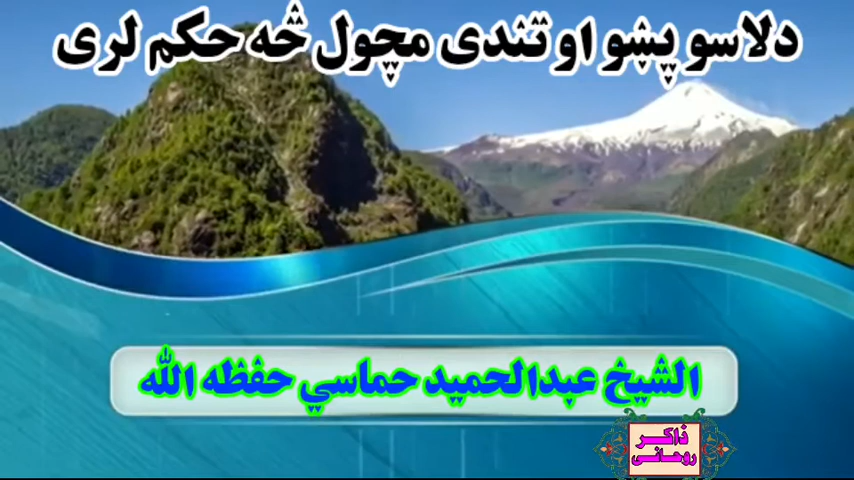 دلاسو پښو او تندی مچول څه حکم لری
الشيخ عبدالحميد حماسي حفظه الله
ذاکر
روحانی